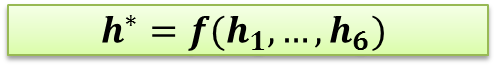 h* = f(h₁, ..., h₆)